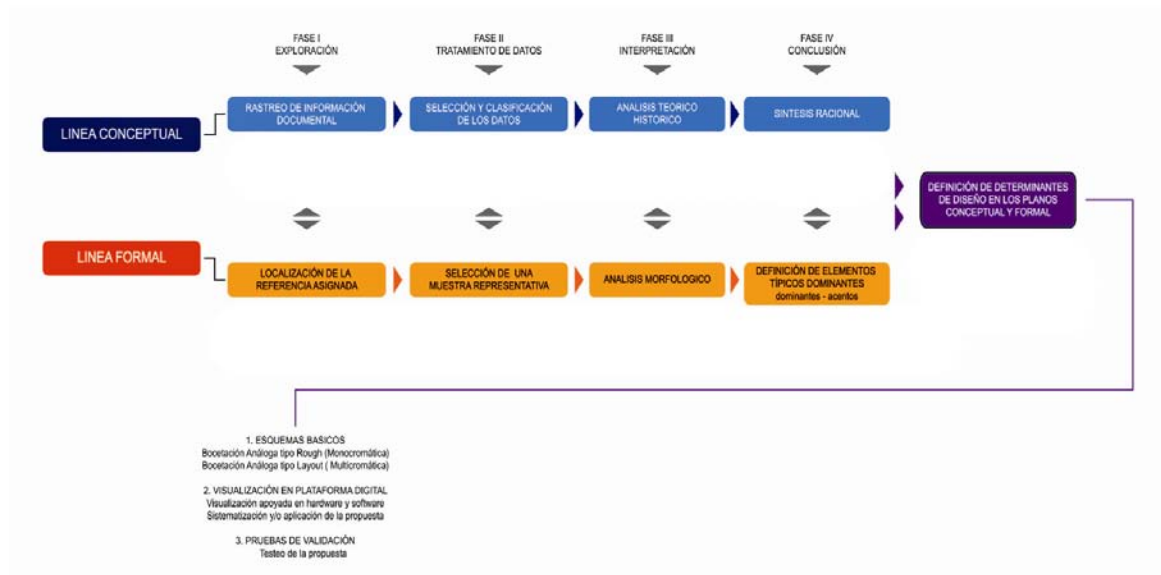 FASE I
EXPLORACIÓN
FASE II
TRATAMIENTO DE DATOS
FASE III
INTERPRETACIÓN
FASE IV
CONCLUSIÓN
LINEA CONCEPTUAL
RASTREO DE INFORMACIÓN
DOCUMENTAL
SELECCIÓN Y CLASIFICACIÓN
DE LOS DATOS
ANALISIS TEORICO
HISTORICO
SINTESIS RACIONAL
DEFINICIÓN DE DETERMINANTES
DE DISEÑO EN LOS PLANOS
CONCEPTUAL Y FORMAL
LINEA FORMAL
LOCALIZACIÓN DE LA
REFERENCIA ASIGNADA
SELECCIÓN DE UNA
MUESTRA REPRESENTATIVA
ANALISIS MORFOLOGICO
DEFINICIÓN DE ELEMENTOS
TÍPICOS DOMINANTES
dominantes - acentos
1. ESQUEMAS BASICOS
Bocetación Análoga tipo Rough (Monocromática)
Bocetación Análoga tipo Layout ( Multicromática)
2. VISUALIZACIÓN EN PLATAFORMA DIGITAL
Visualización apoyada en hardware y software
Sistematización y/o aplicación de la propuesta
3. PRUEBAS DE VALIDACIÓN
Testeo de la propuesta